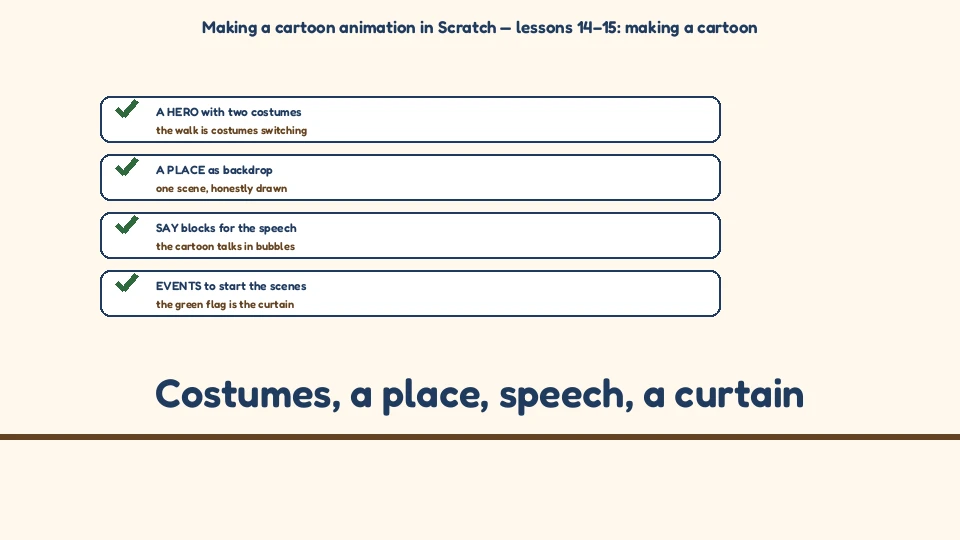 Making a cartoon animation in Scratch — lessons 14–15: making a cartoon
A HERO with two costumes
the walk is costumes switching
A PLACE as backdrop
one scene, honestly drawn
SAY blocks for the speech
the cartoon talks in bubbles
EVENTS to start the scenes
the green flag is the curtain
Costumes, a place, speech, a curtain